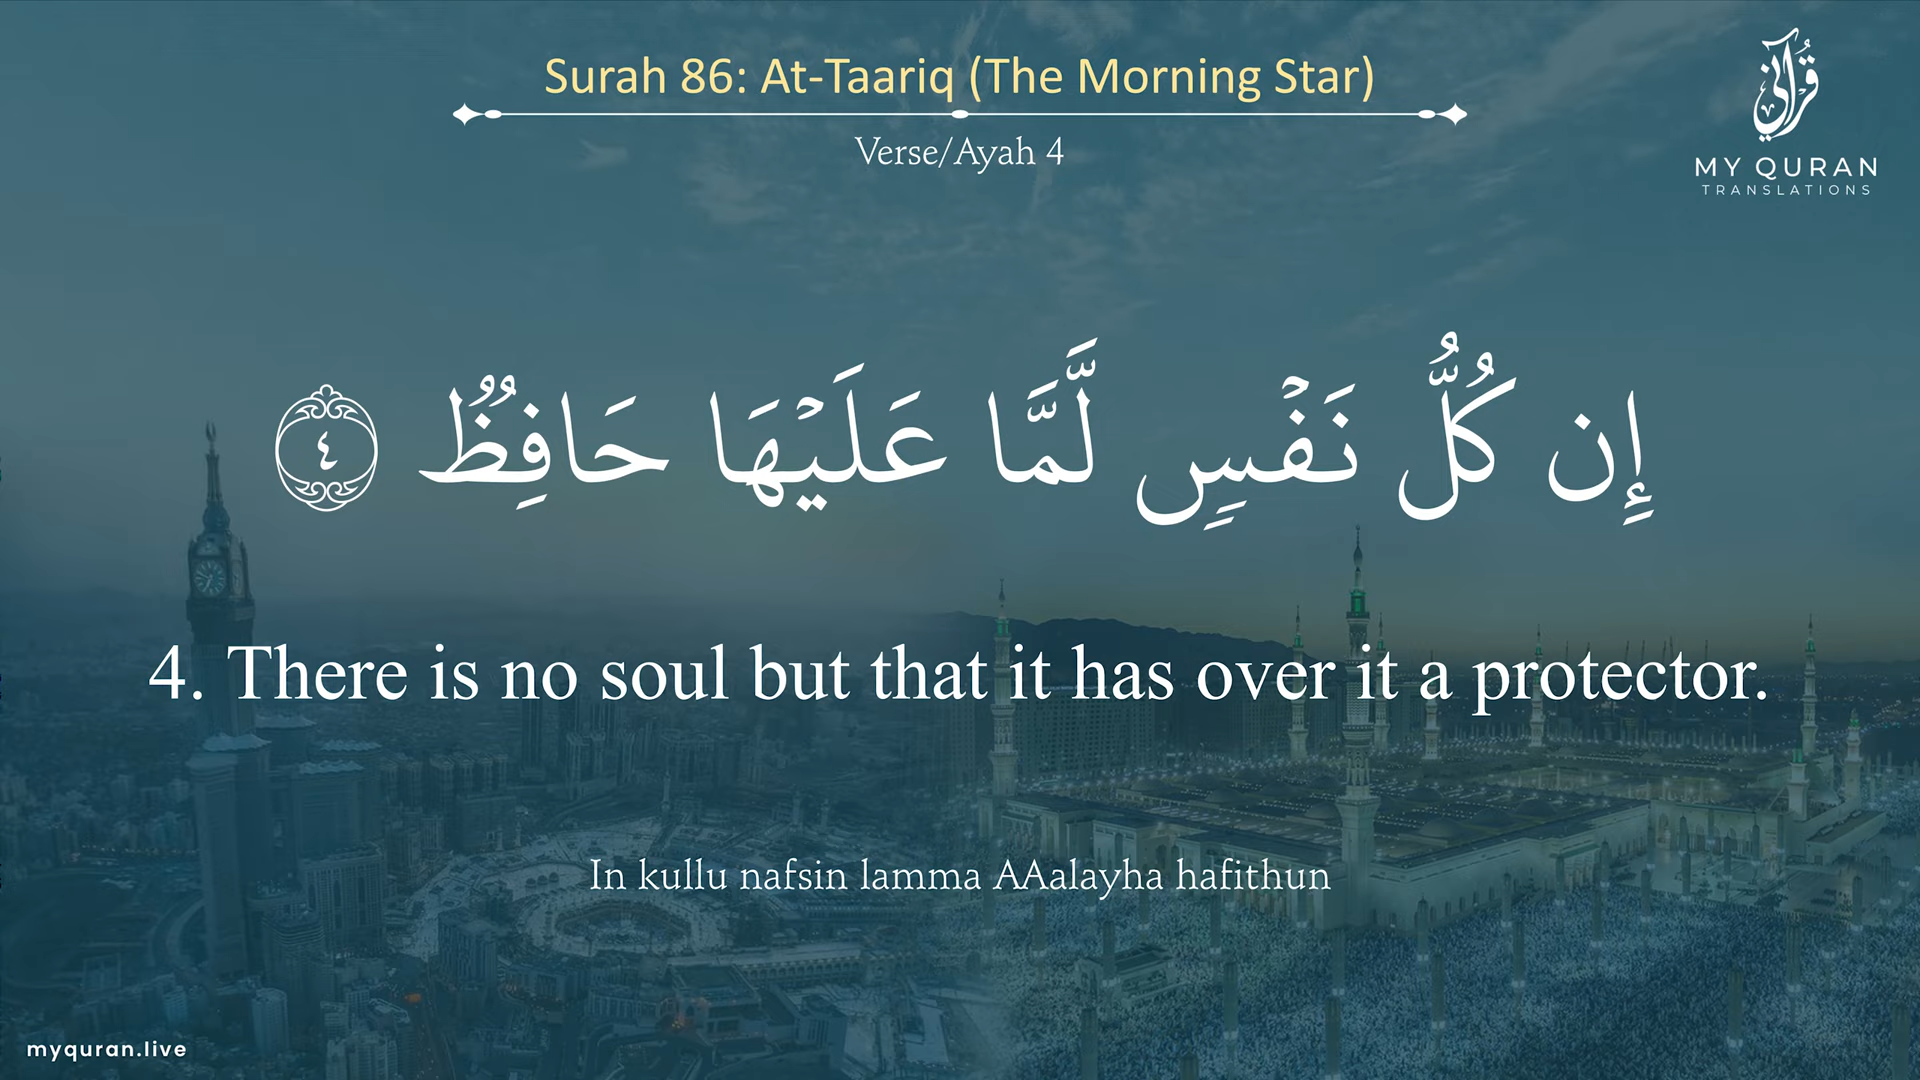 Surah 86: At-Taariq (The Morning Star)
Verse/Ayah 4
قرآني
MY QURAN
TRANSLATIONS
إِن كُلُّ نَفْسٍ لَّمَّا عَلَيْهَا حَافِظٌ ٤
4. There is no soul but that it has over it a protector.
In kullu nafsin lamma AAalayha hafithun
myquran.live